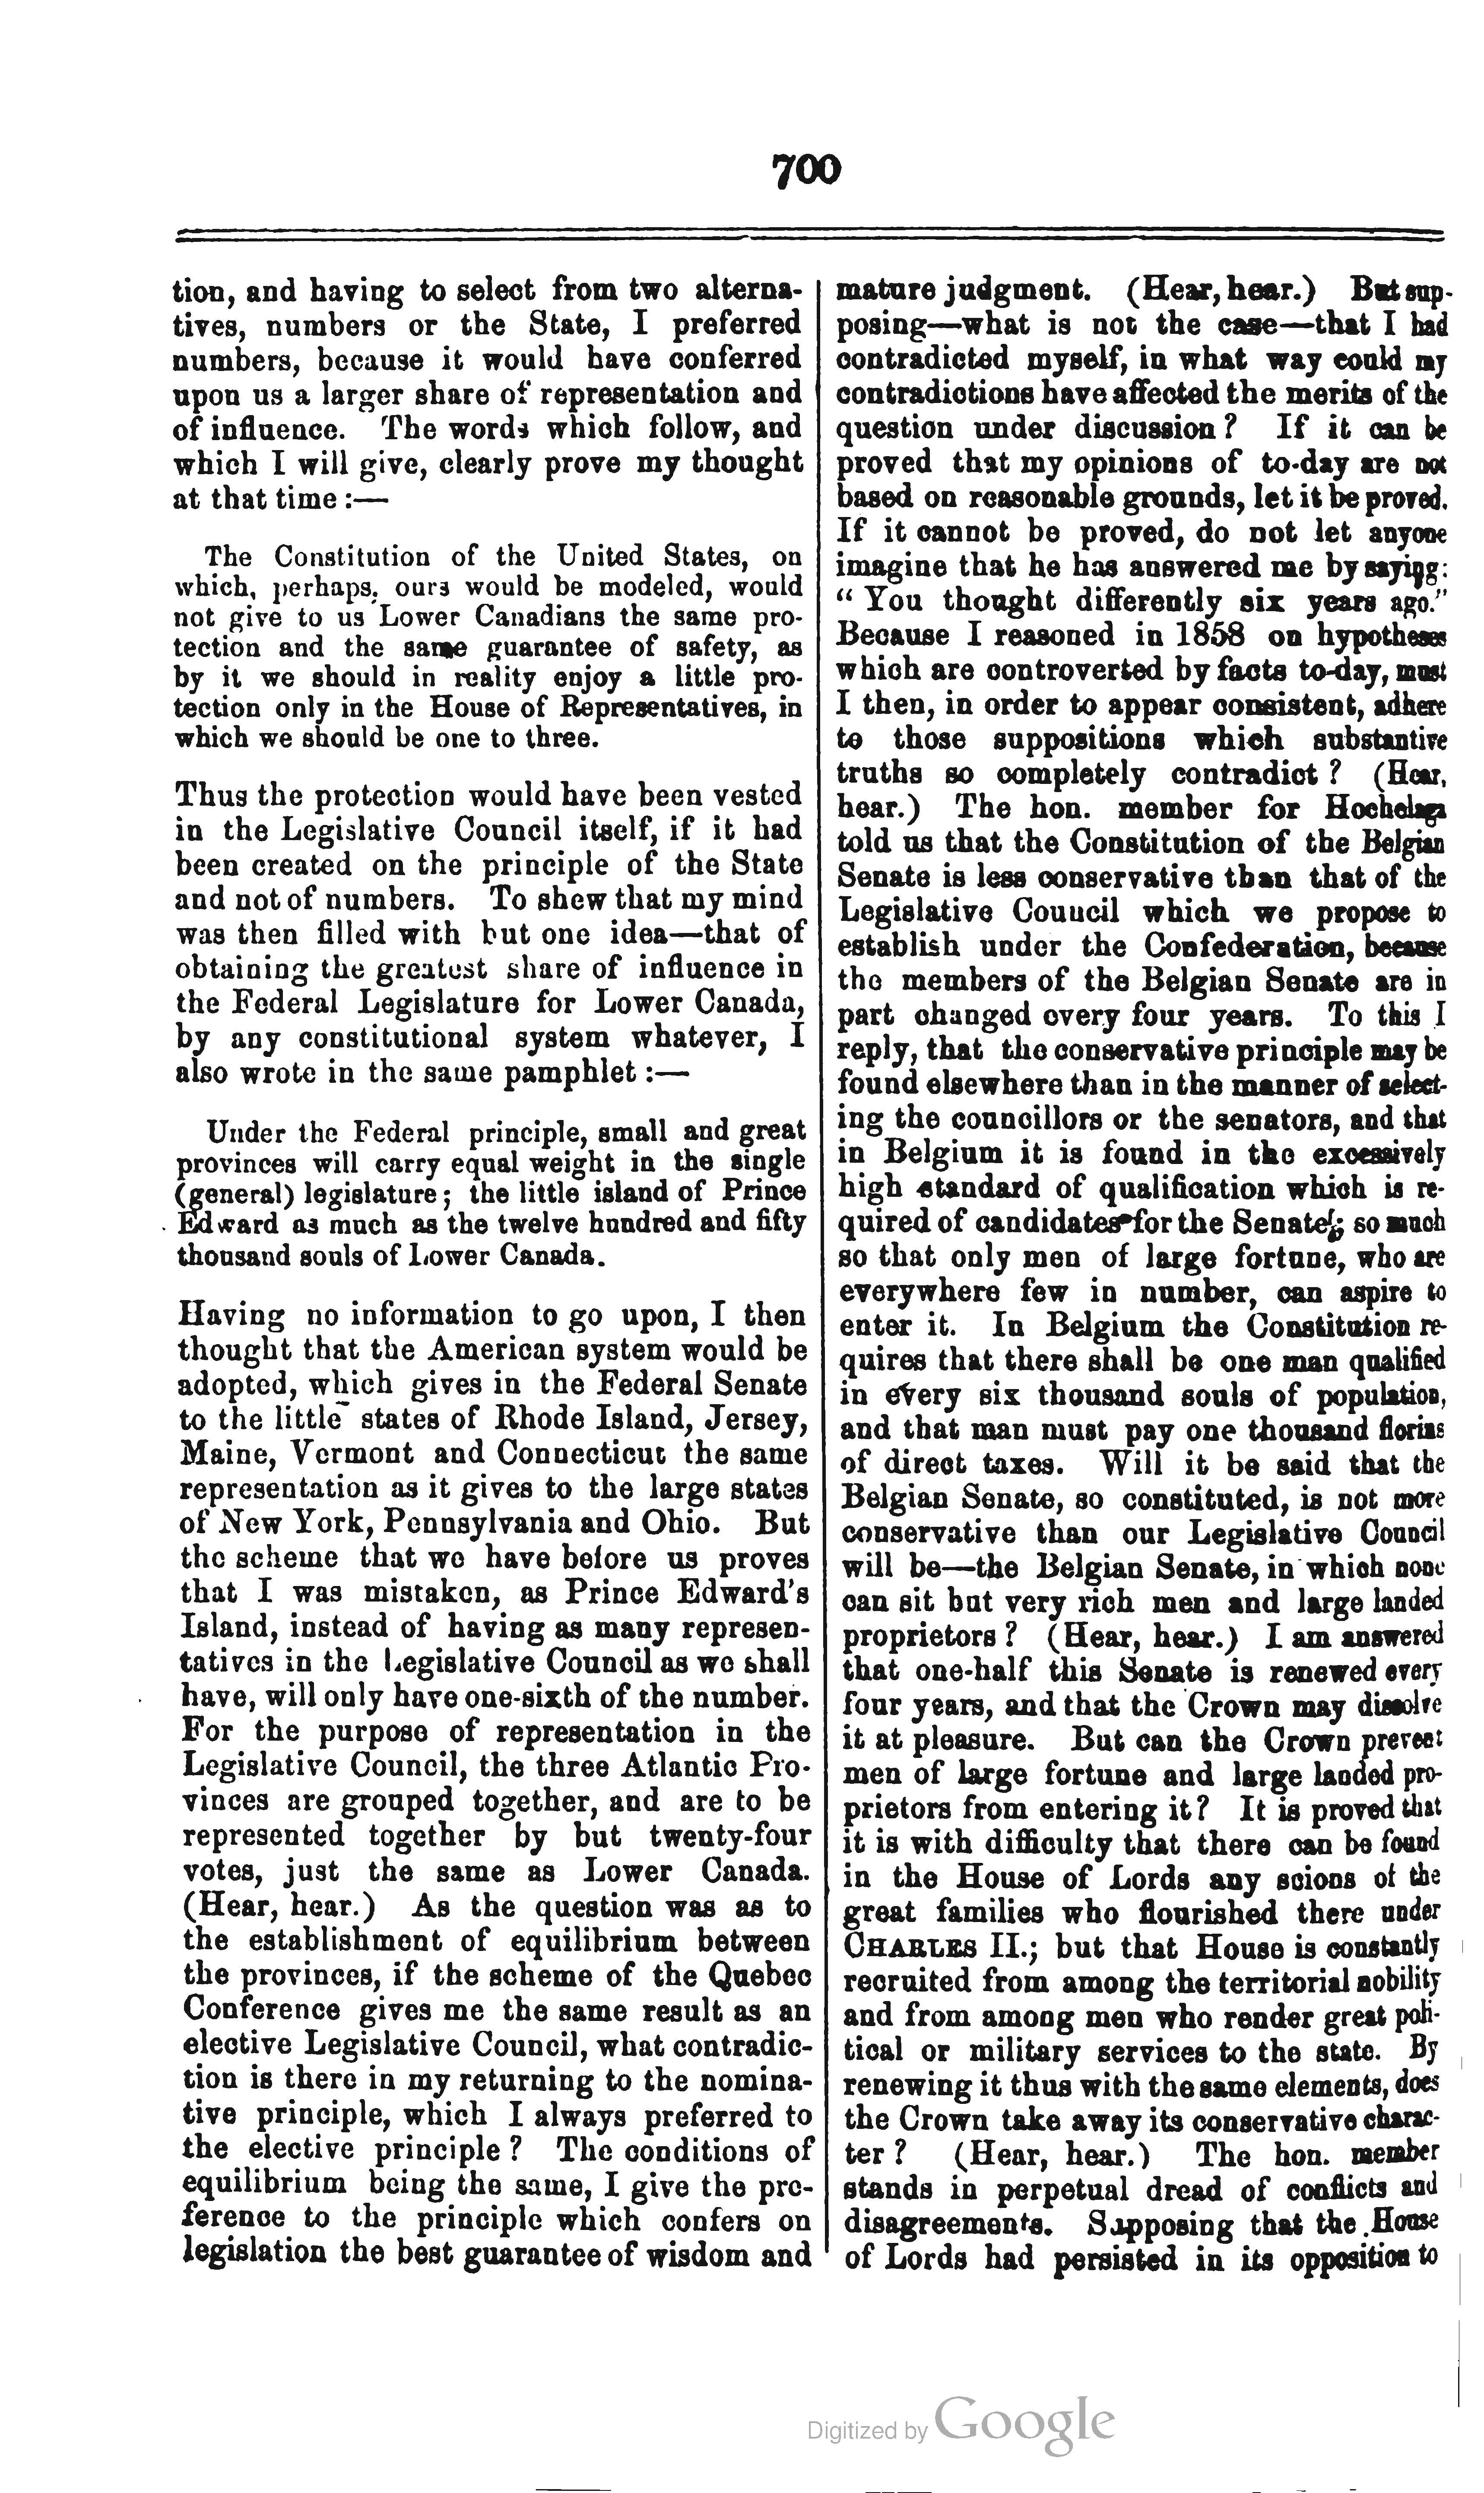 700
tion, and having to select from two alterna-
tives, numbers or the State, I preferred
numbers, because it would have conferred
upon us a larger share of representation and
of influence. The words which follow, and
which I will give, clearly prove my thought
at that time :—
The Constitution of the United States, on
which, perhaps, ours would be modeled, would
not give to us Lower Canadians the same pro-
tection and the same guarantee of safety, as
by it we should in reality enjoy a little pro-
tection only in the House of Representatives, in
which we should be one to three.
Thus the protection would have been vested
in the Legislative Council itself, if it had
been created on the principle of the State
and not of numbers. To shew that my mind
was then filled with but one idea—that of
obtaining the greatest share of influence in
the Federal Legislature for Lower Canada,
by any constitutional system whatever, I
also wrote in the same pamphlet :—
Under the Federal principle, small and great
provinces will carry equal weight in the single
(general) legislature; the little island of Prince
Edward as much as the twelve hundred and fifty
thousand souls of Lower Canada.
Having no information to go upon, I then
thought that the American system would be
adopted, which gives in the Federal Senate
to the little states of Rhode Island, Jersey,
Maine, Vermont and Connecticut the same
representation as it gives to the large states
of New York, Pennsylvania and Ohio. But
the scheme that we have before us proves
that I was mistaken, as Prince Edward's
Island, instead of having as many represen-
tatives in the Legislative Council as we shall
have, will only have one-sixth of the number.
For the purpose of representation in the
Legislative Council, the three Atlantic Pro-
vinces are grouped together, and are to be
represented together by but twenty-four
votes, just the same as Lower Canada.
(Hear, hear.) As the question was as to
the establishment of equilibrium between
the provinces, if the scheme of the Quebec
Conference gives me the same result as an
elective Legislative Council, what contradic-
tion is there in my returning to the nomina-
tive principle, which I always preferred to
the elective principle ? The conditions of
equilibrium being the same, I give the pre-
ference to the principle which confers on
legislation the best guarantee of wisdom and
mature judgment. (Hear, hear.) But sup-
posing—what is not the case—that I had
contradicted myself, in what way could my
contradictions have affected the merits of the
question under discussion ? If it can be
proved that my opinions of to-day are not
based on reasonable grounds, let it be proved.
If it cannot be proved, do not let anyone
imagine that he has answered me by saying:
“ You thought differently six years ago.”
Because I reasoned in 1858 on hypotheses
which are controverted by facts to-day, must
I then, in order to appear consistent, adhere
to those suppositions which substantive
truths so completely contradict ? (Hear,
hear.) The hon. member for Hochelaga
told us that the Constitution of the Belgian
Senate is less conservative than that of the
Legislative Council which we propose to
establish under the Confederation, because
the members of the Belgian Senate are in
part changed every four years. To this I
reply, that the conservative principle may be
found elsewhere than in the manner of select-
ing the councillors or the senators, and that
in Belgium it is found in the excessively
high standard of qualification which is re-
quired of candidates for the Senate; so much
so that only men of large fortune, who are
everywhere few in number, can aspire to
enter it. In Belgium the Constitution re-
quires that there shall be one man qualified
in every six thousand souls of population,
and that man must pay one thousand florins
of direct taxes. Will it be said that the
Belgian Senate, so constituted, is not more
conservative than our Legislative Council
will be—the Belgian Senate, in which none
can sit but very rich men and large landed
proprietors ? (Hear, hear.) I am answered
that one-half this Senate is renewed every
four years, and that the Crown may dissolve
it at pleasure. But can the Crown prevent
men of large fortune and large landed pro-
prietors from entering it? It is proved that
it is with difficulty that there can be found
in the House of Lords any scions of the
great families who flourished there under
CHARLES II.; but that House is constantly
recruited from among the territorial nobility
and from among men who render great poli-
tical or military services to the state. By
renewing it thus with the same elements, does
the Crown take away its conservative charac-
ter ? (Hear, hear.) The hon. member
stands in perpetual dread of conflicts and
disagreements. Supposing that the House
of Lords had persisted in its opposition to
Digitized by Google